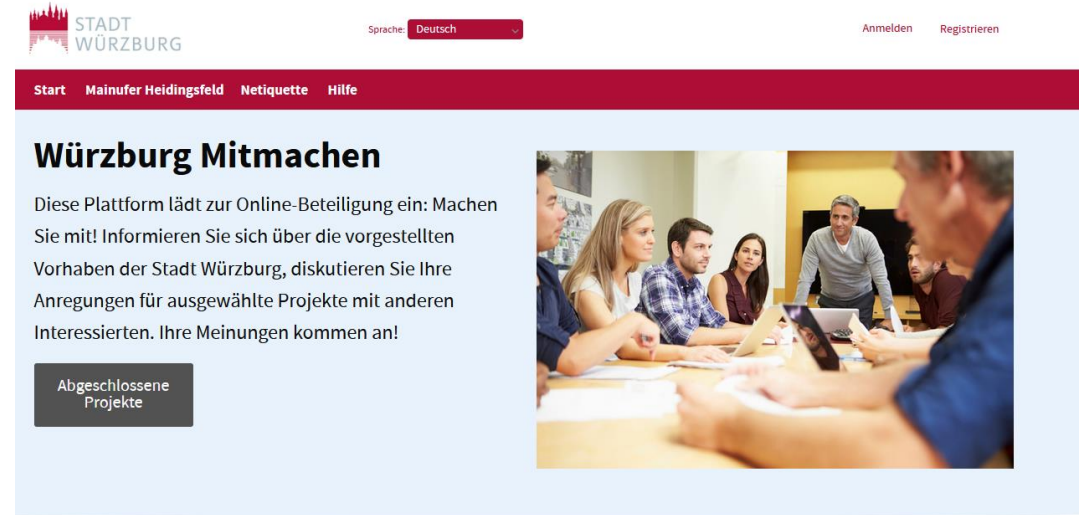 STADT
WÜRZBURG
Sprache: Deutsch
Anmelden Registrieren
Start Mainufer Heidingsfeld Netiquette Hilfe
Würzburg Mitmachen
Diese Plattform lädt zur Online-Beteiligung ein: Machen
Sie mit! Informieren Sie sich über die vorgestellten
Vorhaben der Stadt Würzburg, diskutieren Sie Ihre
Anregungen für ausgewählte Projekte mit anderen
Interessierten. Ihre Meinungen kommen an!
Abgeschlossene
Projekte